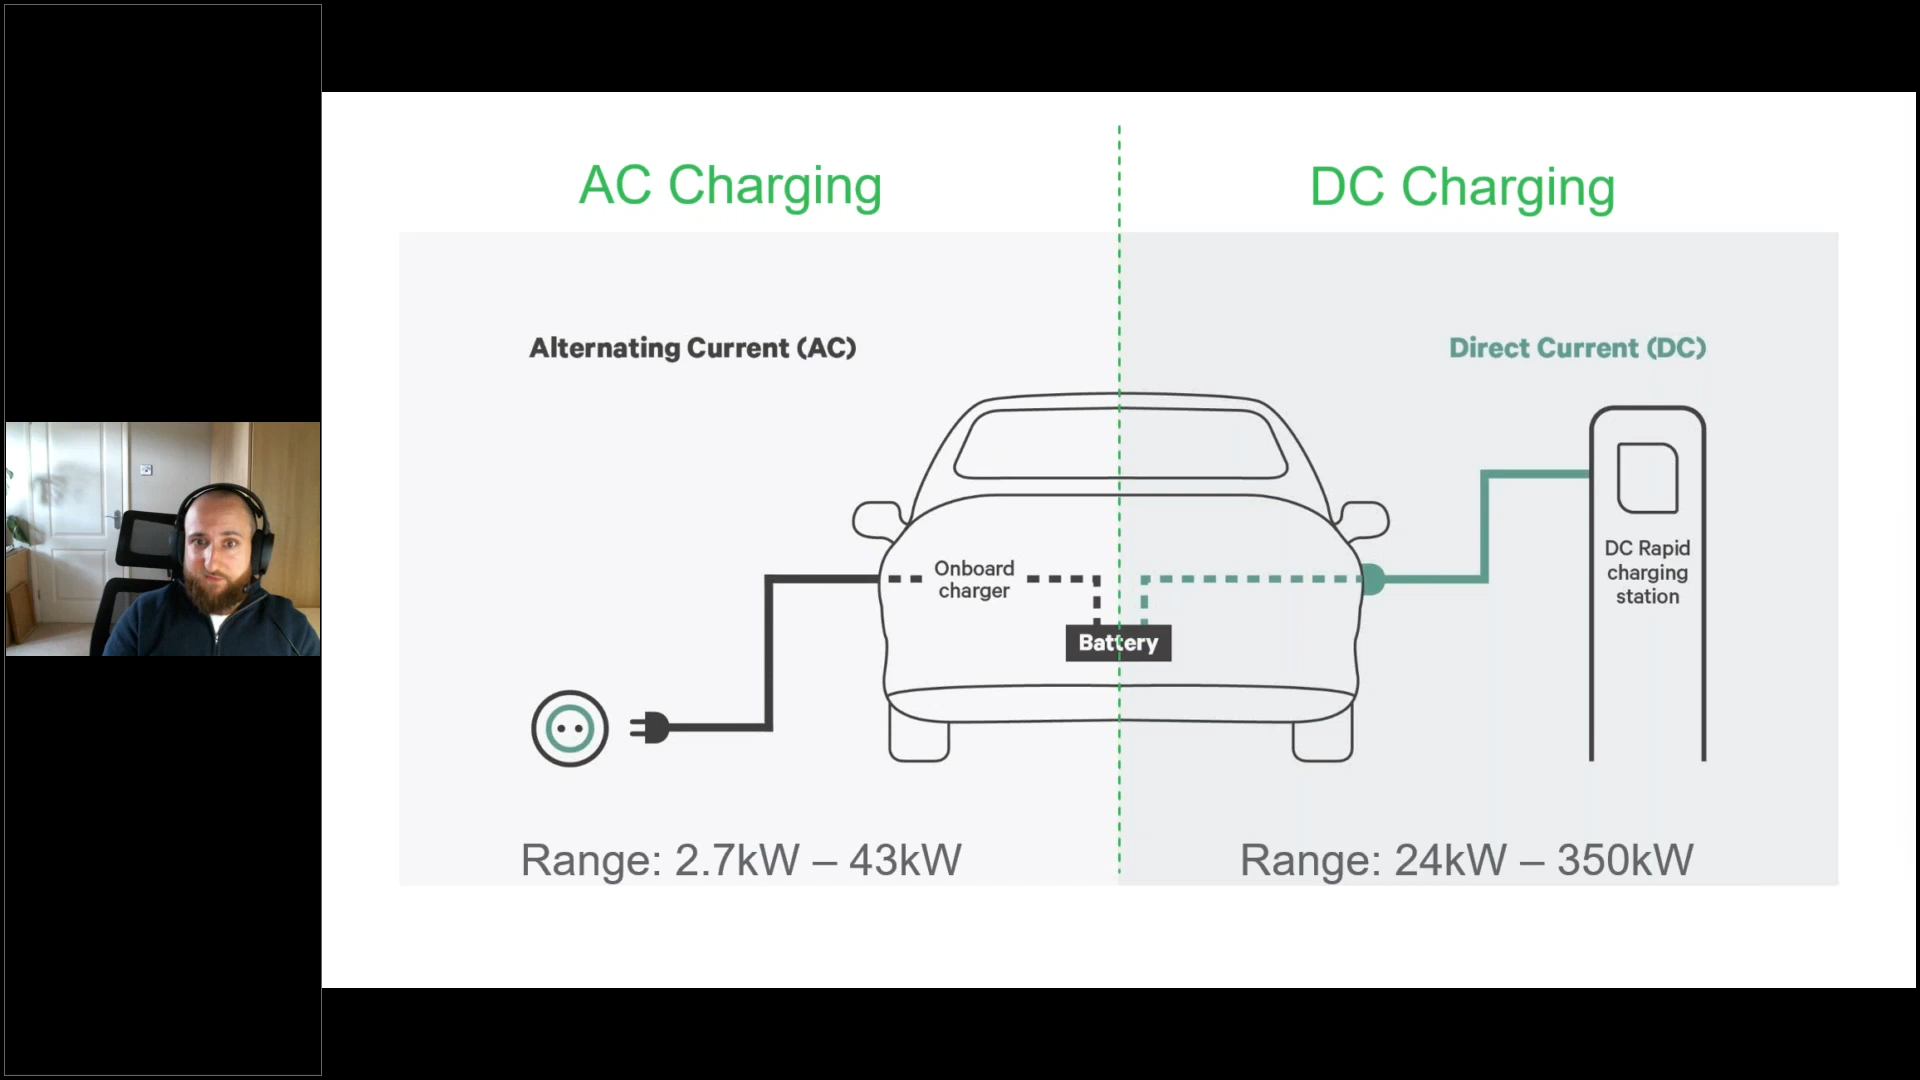 AC Charging
DC Charging
Alternating Current (AC)
Direct Current (DC)
Onboard
charger
Battery
DC Rapid
charging
station
Range: 2.7kW – 43kW
Range: 24kW – 350kW